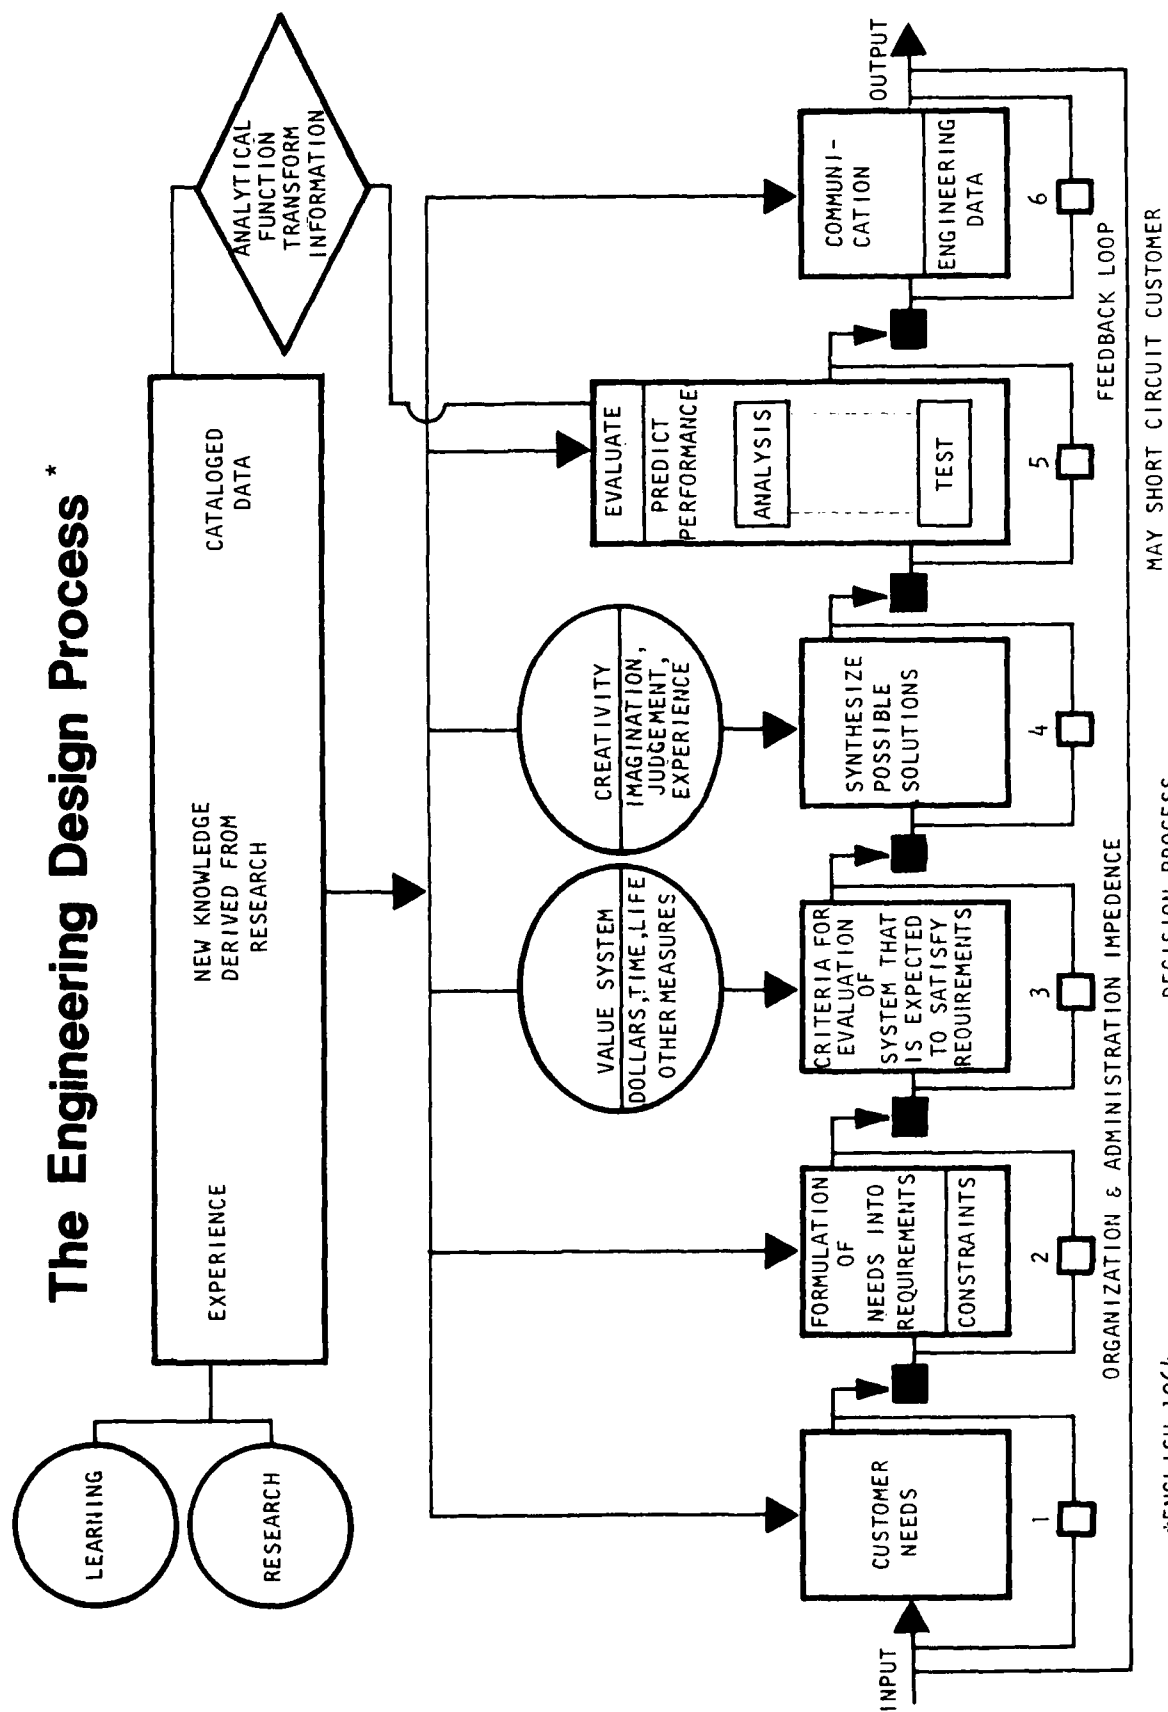 The Engineering Design Process *
LEARNING
RESEARCH
EXPERIENCE
NEW KNOWLEDGE
DERIVED FROM
RESEARCH
CATALOGED
DATA
ANALYTICAL
FUNCTION
TRANSFORM
INFORMATION
VALUE SYSTEM
DOLLARS,TIME,LIFE
OTHER MEASURES
CREATIVITY
IMAGINATION,
JUDGEMENT,
EXPERIENCE
INPUT
CUSTOMER
NEEDS
FORMULATION
OF
NEEDS INTO
REQUIREMENTS
CONSTRAINTS
CRITERIA FOR
EVALUATION
OF
SYSTEM THAT
IS EXPECTED
TO SATISFY
REQUIREMENTS
SYNTHESIZE
POSSIBLE
SOLUTIONS
EVALUATE
PREDICT
PERFORMANCE
ANALYSIS
TEST
COMMUNI-
CATION
ENGINEERING
DATA
OUTPUT
1
2
3
4
5
6
ORGANIZATION & ADMINISTRATION IMPEDENCE
FEEDBACK LOOP
MAY SHORT CIRCUIT CUSTOMER
DECISION PROCESS
*ENGLISH 1964